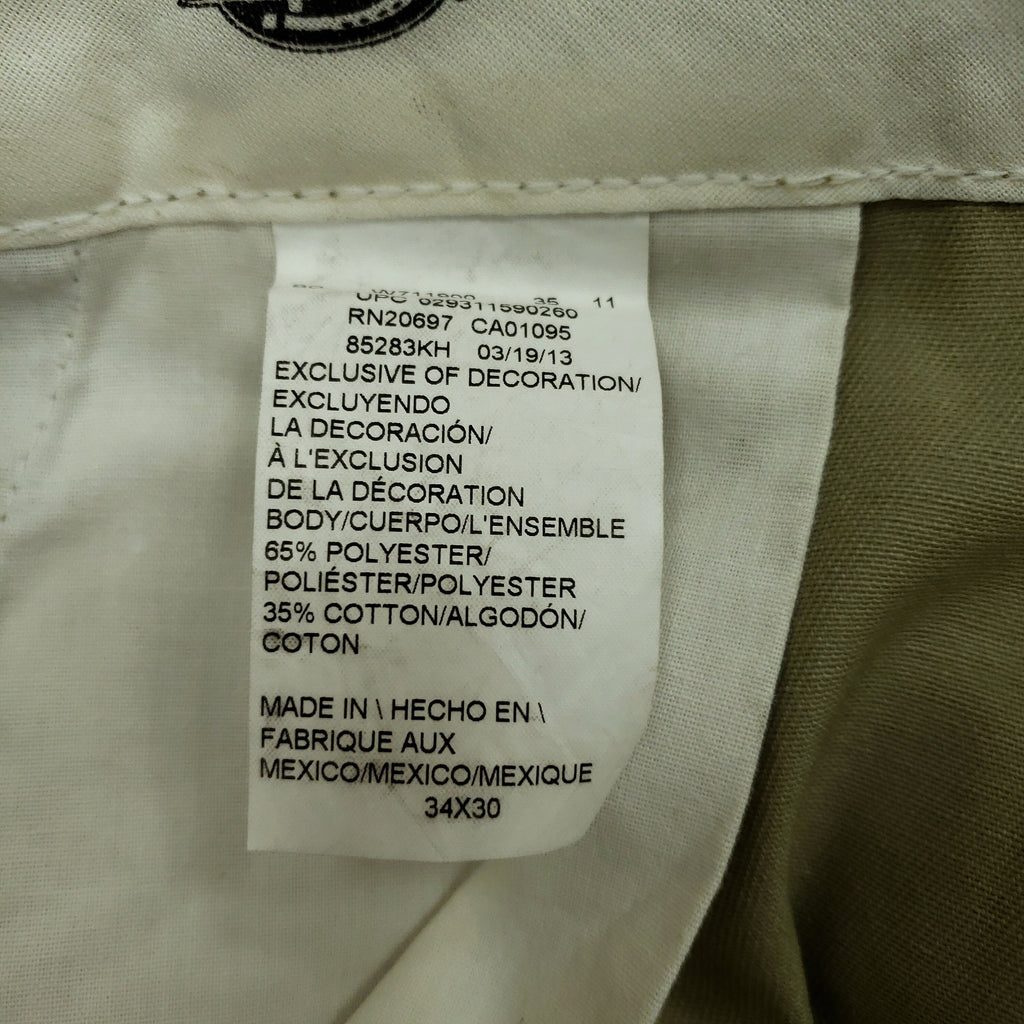 35 11
UPC 029311590260
RN20697 CA01095
85283KH 03/19/13
EXCLUSIVE OF DECORATION/
EXCLUYENDO
LA DECORACIÓN/
À L'EXCLUSION
DE LA DÉCORATION
BODY/CUERPO/L'ENSEMBLE
65% POLYESTER/
POLIÉSTER/POLYESTER
35% COTTON/ALGODÓN/
COTON
MADE IN \ HECHO EN \
FABRIQUE AUX
MEXICO/MEXICO/MEXIQUE
34X30